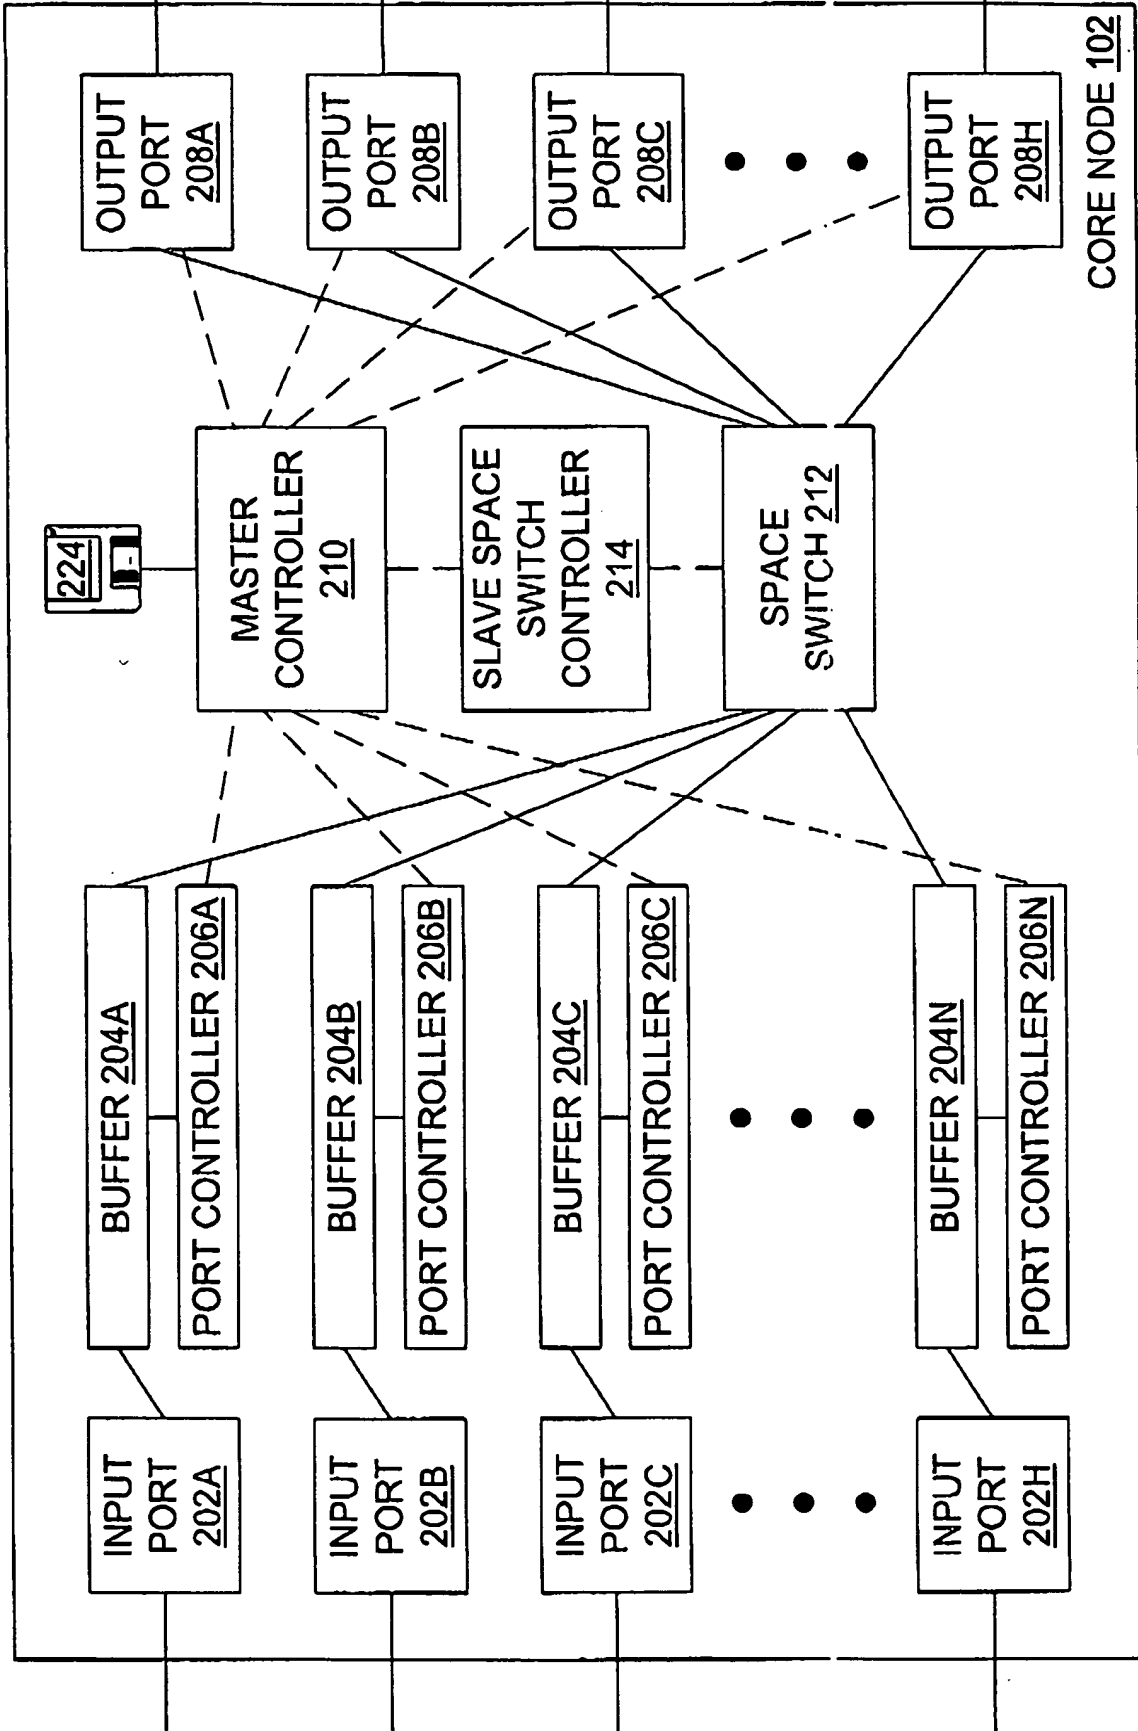 INPUT
PORT
202A
INPUT
PORT
202B
INPUT
PORT
202C
INPUT
PORT
202H
BUFFER 204A
PORT CONTROLLER 206A
BUFFER 204B
PORT CONTROLLER 206B
BUFFER 204C
PORT CONTROLLER 206C
BUFFER 204N
PORT CONTROLLER 206N
224
MASTER
CONTROLLER
210
SLAVE SPACE
SWITCH
CONTROLLER
214
SPACE
SWITCH 212
OUTPUT
PORT
208A
OUTPUT
PORT
208B
OUTPUT
PORT
208C
OUTPUT
PORT
208H
CORE NODE 102